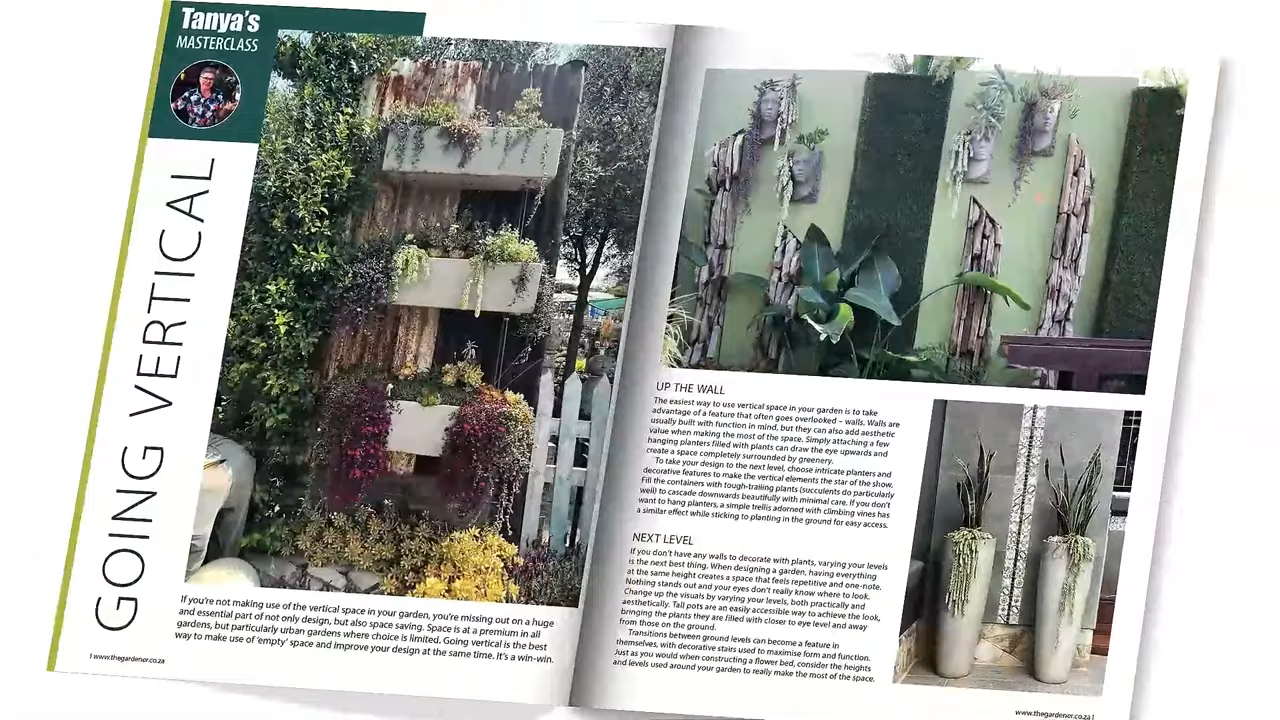 Tanya's
MASTERCLASS
GOING VERTICAL
If you're not making use of the vertical space in your garden, you're missing out on a huge
and essential part of not only design, but also space saving. Space is at a premium in all
gardens, but particularly urban gardens where choice is limited. Going vertical is the best
way to make use of 'empty' space and improve your design at the same time. It's a win-win.
I www.thegardener.co.za
UP THE WALL
The easiest way to use vertical space in your garden is to take
advantage of a feature that often goes overlooked – walls. Walls are
usually built with function in mind, but they can also add aesthetic
value when making the most of the space. Simply attaching a few
hanging planters filled with plants can draw the eye upwards and
create a space completely surrounded by greenery.
To take your design to the next level, choose intricate planters and
decorative features to make the vertical elements the star of the show.
Fill the containers with tough-trailing plants (succulents do particularly
well) to cascade downwards beautifully with minimal care. If you don't
want to hang planters, a simple trellis adorned with climbing vines has
a similar effect while sticking to planting in the ground for easy access.
NEXT LEVEL
If you don't have any walls to decorate with plants, varying your levels
is the next best thing. When designing a garden, having everything
at the same height creates a space that feels repetitive and one-note.
Nothing stands out and your eyes don't really know where to look.
Change up the visuals by varying your levels, both practically and
aesthetically. Tall pots are an easily accessible way to achieve the look,
bringing the plants they are filled with closer to eye level and away
from those on the ground.
Transitions between ground levels can become a feature in
themselves, with decorative stairs used to maximise form and function.
Just as you would when constructing a flower bed, consider the heights
and levels used around your garden to really make the most of the space.
www.thegardener.co.za I